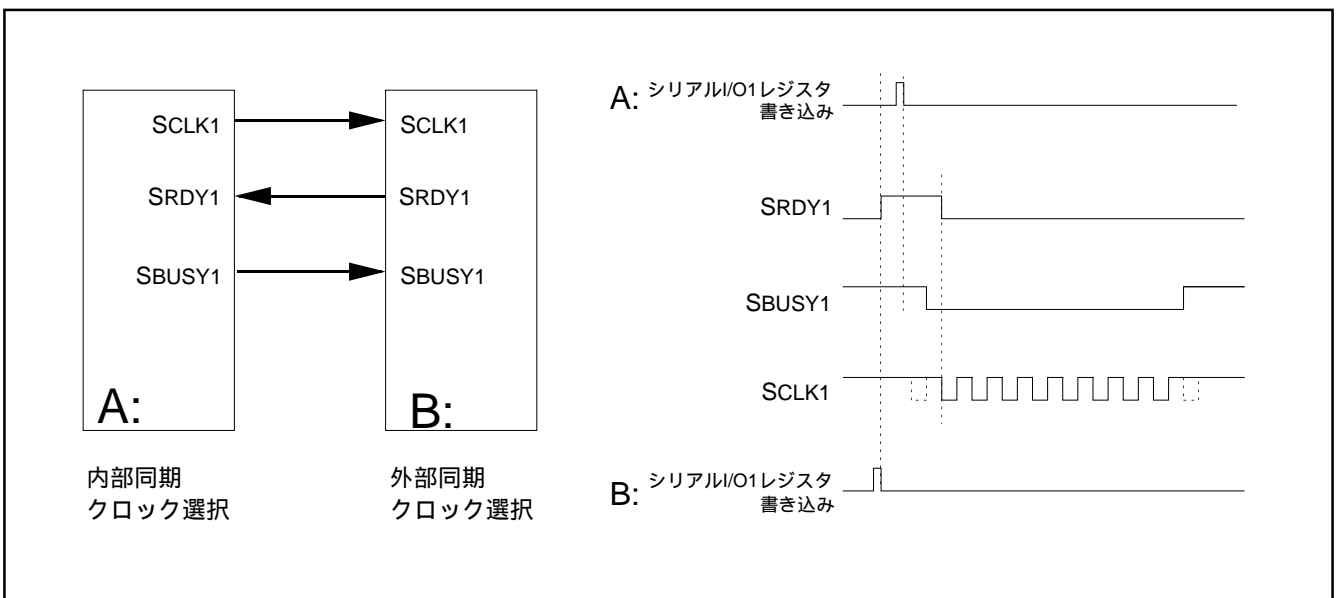 SCLK1
SRDY1
SBUSY1
A:
内部同期
クロック選択
SCLK1
SRDY1
SBUSY1
B:
外部同期
クロック選択
A: シリアルI/O1レジスタ
書き込み
SRDY1
SBUSY1
SCLK1
B: シリアルI/O1レジスタ
書き込み